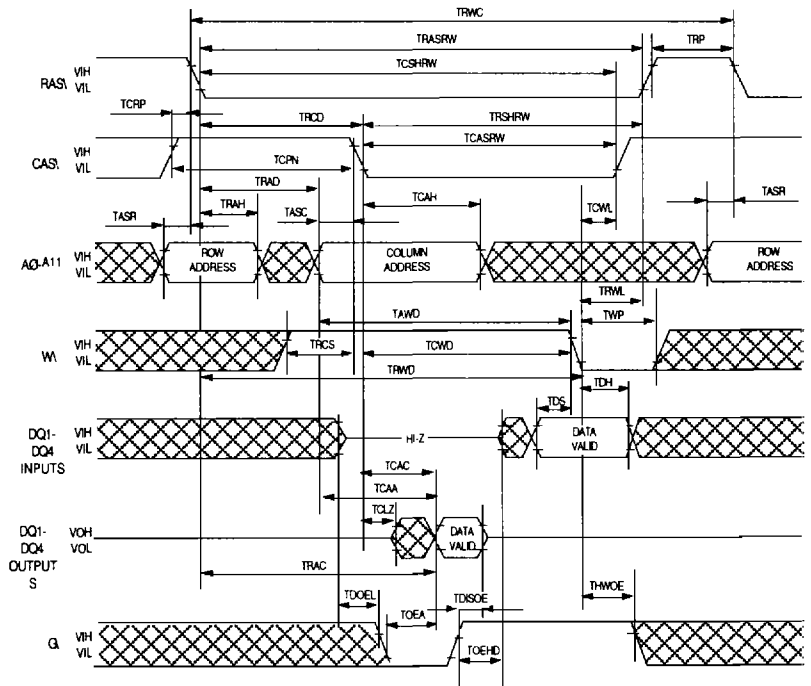 TRWC
TRASRW
TRP
TCSHRW
RAS\
VIH
VIL
TCRP
TRCD
TRSHRW
TCPN
TCASRW
CAS\
VIH
VIL
TRAD
TASR
TRAH
TASC
TCAH
TCWL
TASR
AØ-A11
VIH
VIL
ROW
ADDRESS
COLUMN
ADDRESS
ROW
ADDRESS
TRWL
TAWD
TWP
W\
VIH
VIL
TRCS
TCWD
TRWD
TDH
TDS
DQ1-
DQ4
INPUTS
VIH
VIL
HI-Z
DATA
VALID
TCAC
TCAA
TCLZ
DQ1-
DQ4
OUTPUT
S
VOH
VOL
DATA
VALID
TRAC
TDOEL
TOEA
TDISOE
THWOE
G\
VIH
VIL
TOEHD